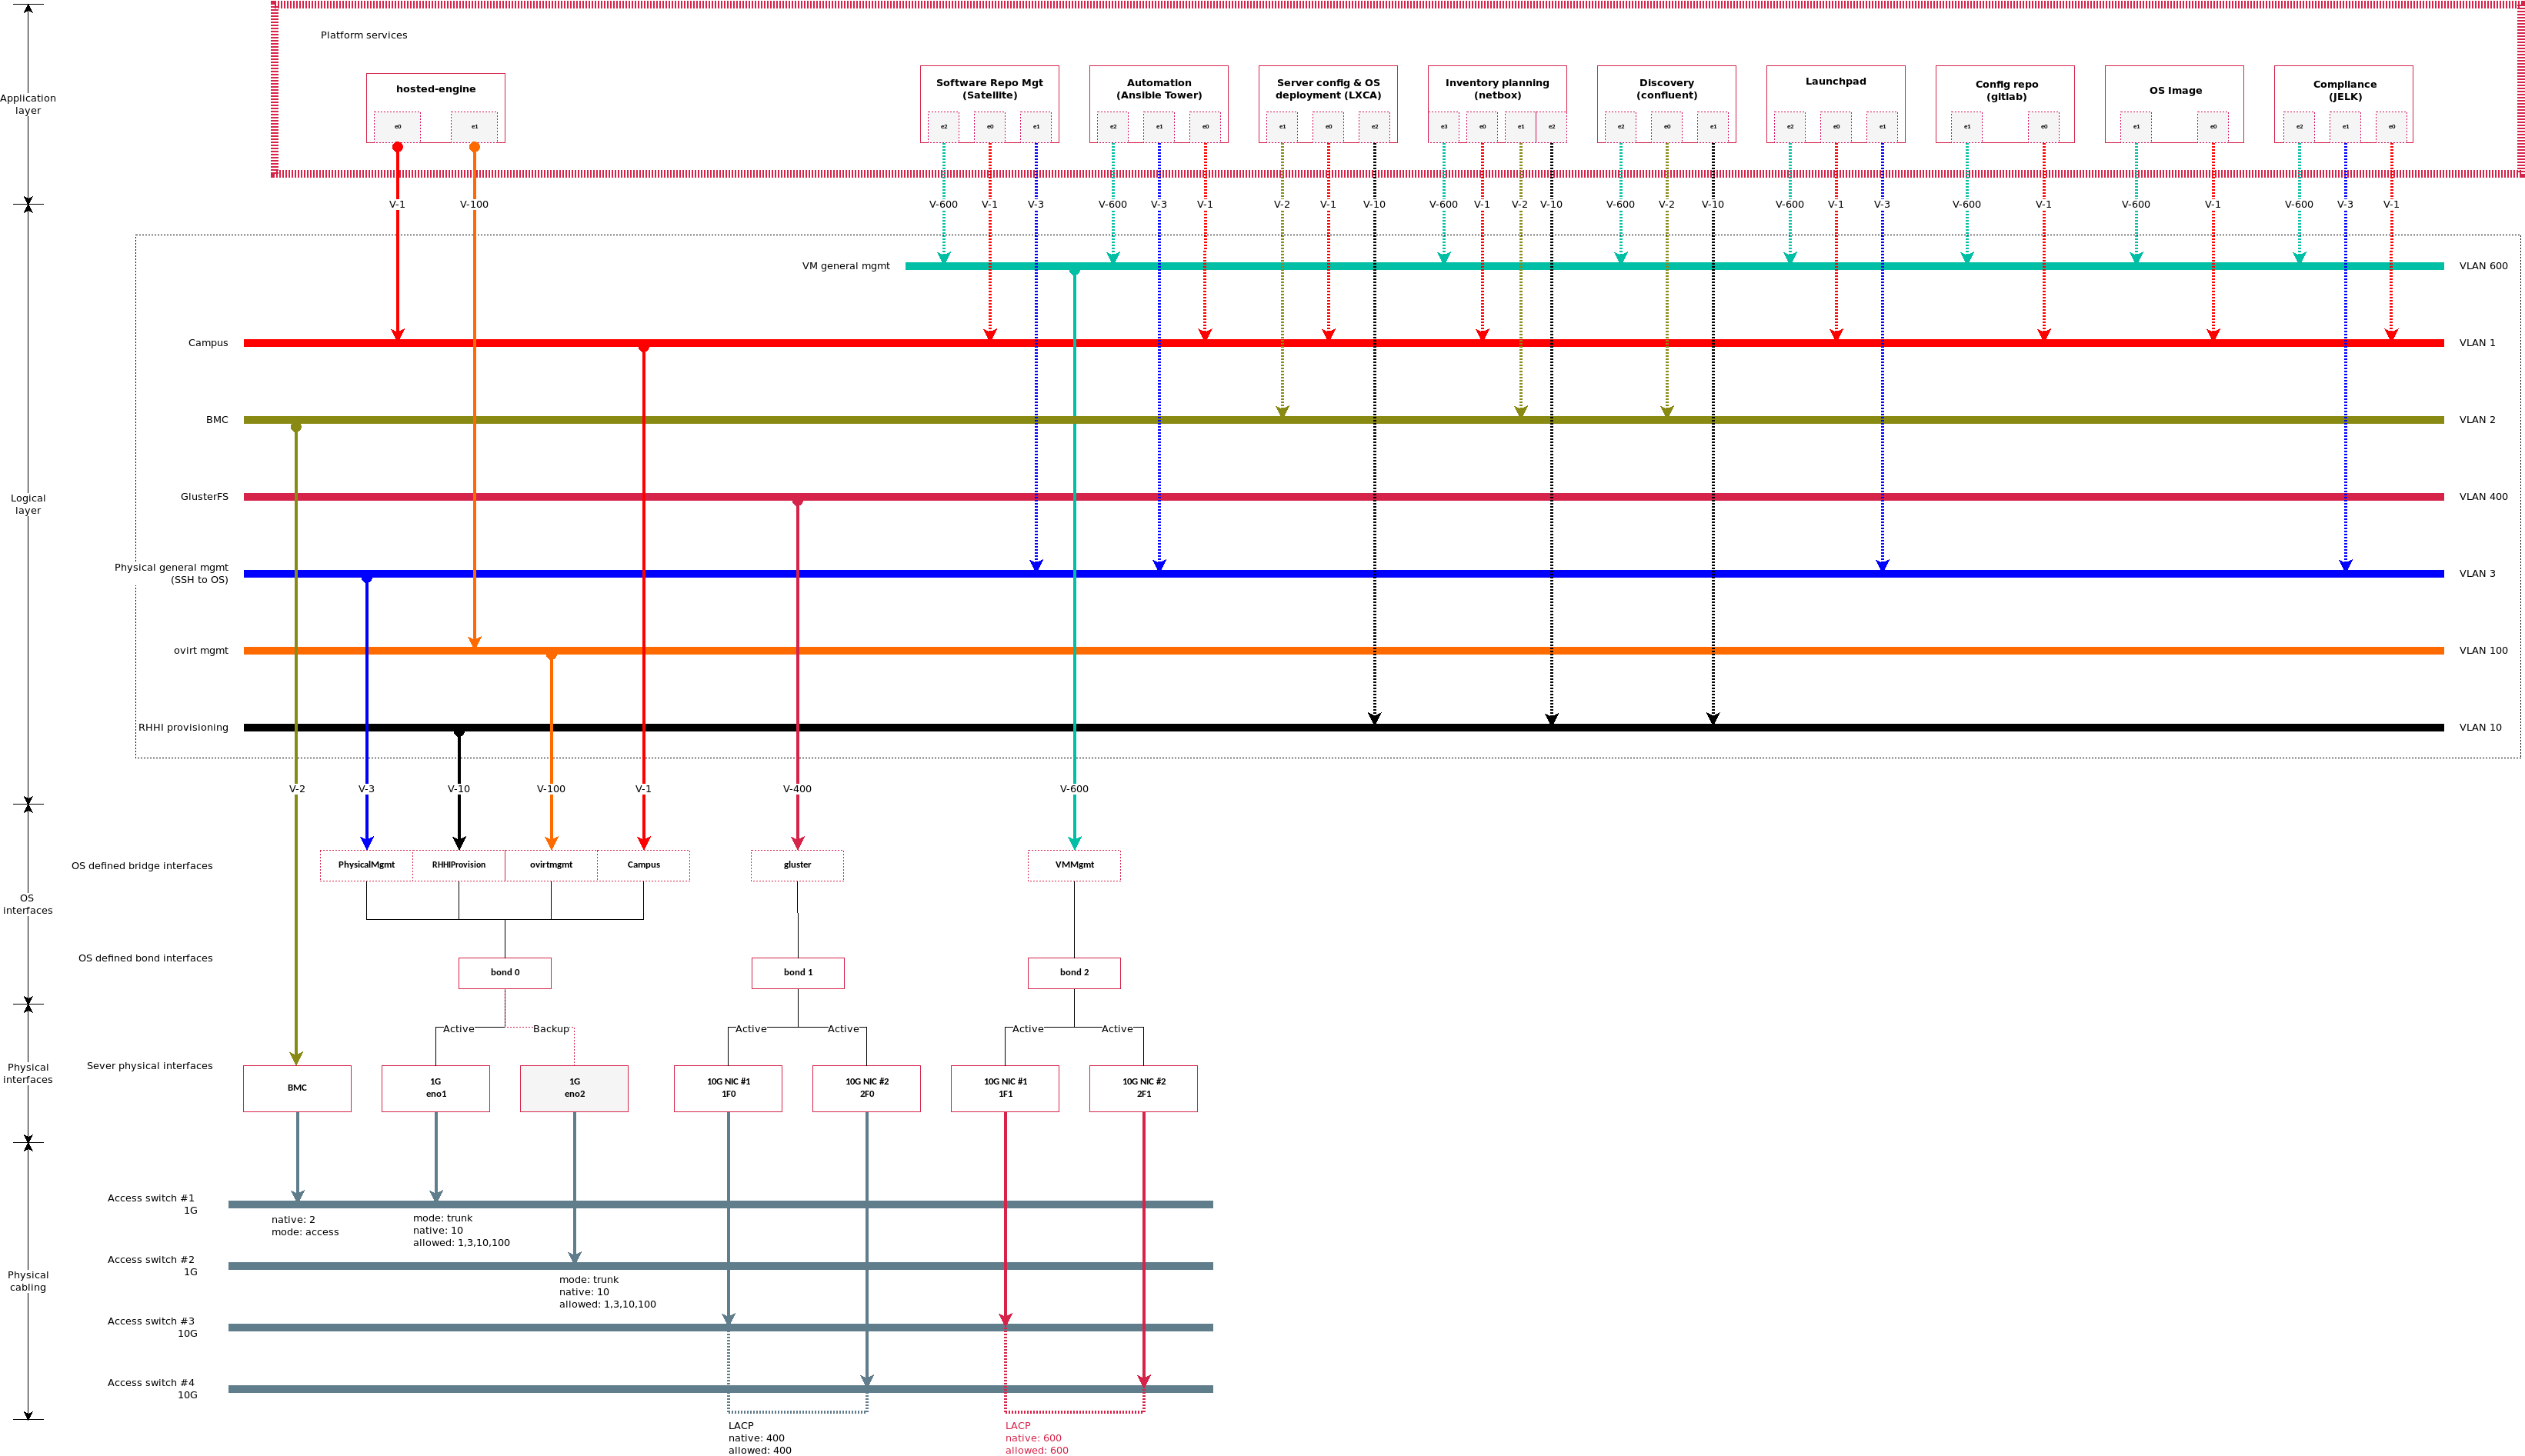 Platform services
hosted-engine
e0
e1
Software Repo Mgt
(Satellite)
e2
e0
e1
Automation
(Ansible Tower)
e2
e1
e0
Server config & OS
deployment (LXCA)
e1
e0
e2
Inventory planning
(netbox)
e3
e0
e1
e2
Discovery
(confluent)
e2
e0
e1
Launchpad
e2
e0
e1
Config repo
(gitlab)
e1
e0
OS Image
e1
e0
Compliance
(JELK)
e2
e1
e0
Application
layer
V-1
V-100
V-600
V-1
V-3
V-600
V-3
V-1
V-2
V-1
V-10
V-600
V-1
V-2
V-10
V-600
V-2
V-10
V-600
V-1
V-3
V-600
V-1
V-600
V-1
V-600
V-3
V-1
VM general mgmt
VLAN 600
Campus
VLAN 1
BMC
VLAN 2
GlusterFS
VLAN 400
Logical
layer
Physical general mgmt
(SSH to OS)
VLAN 3
ovirt mgmt
VLAN 100
RHHI provisioning
VLAN 10
V-2
V-3
V-10
V-100
V-1
V-400
V-600
OS defined bridge interfaces
PhysicalMgmt
RHHIProvision
ovirtmgmt
Campus
gluster
VMMgmt
OS
interfaces
OS defined bond interfaces
bond 0
bond 1
bond 2
Active
Backup
Active
Active
Active
Active
Physical
interfaces
Sever physical interfaces
BMC
1G
eno1
1G
eno2
10G NIC #1
1F0
10G NIC #2
2F0
10G NIC #1
1F1
10G NIC #2
2F1
Access switch #1
1G
native: 2
mode: access
mode: trunk
native: 10
allowed: 1,3,10,100
Access switch #2
1G
Physical
cabling
mode: trunk
native: 10
allowed: 1,3,10,100
Access switch #3
10G
Access switch #4
10G
LACP
native: 400
allowed: 400
LACP
native: 600
allowed: 600